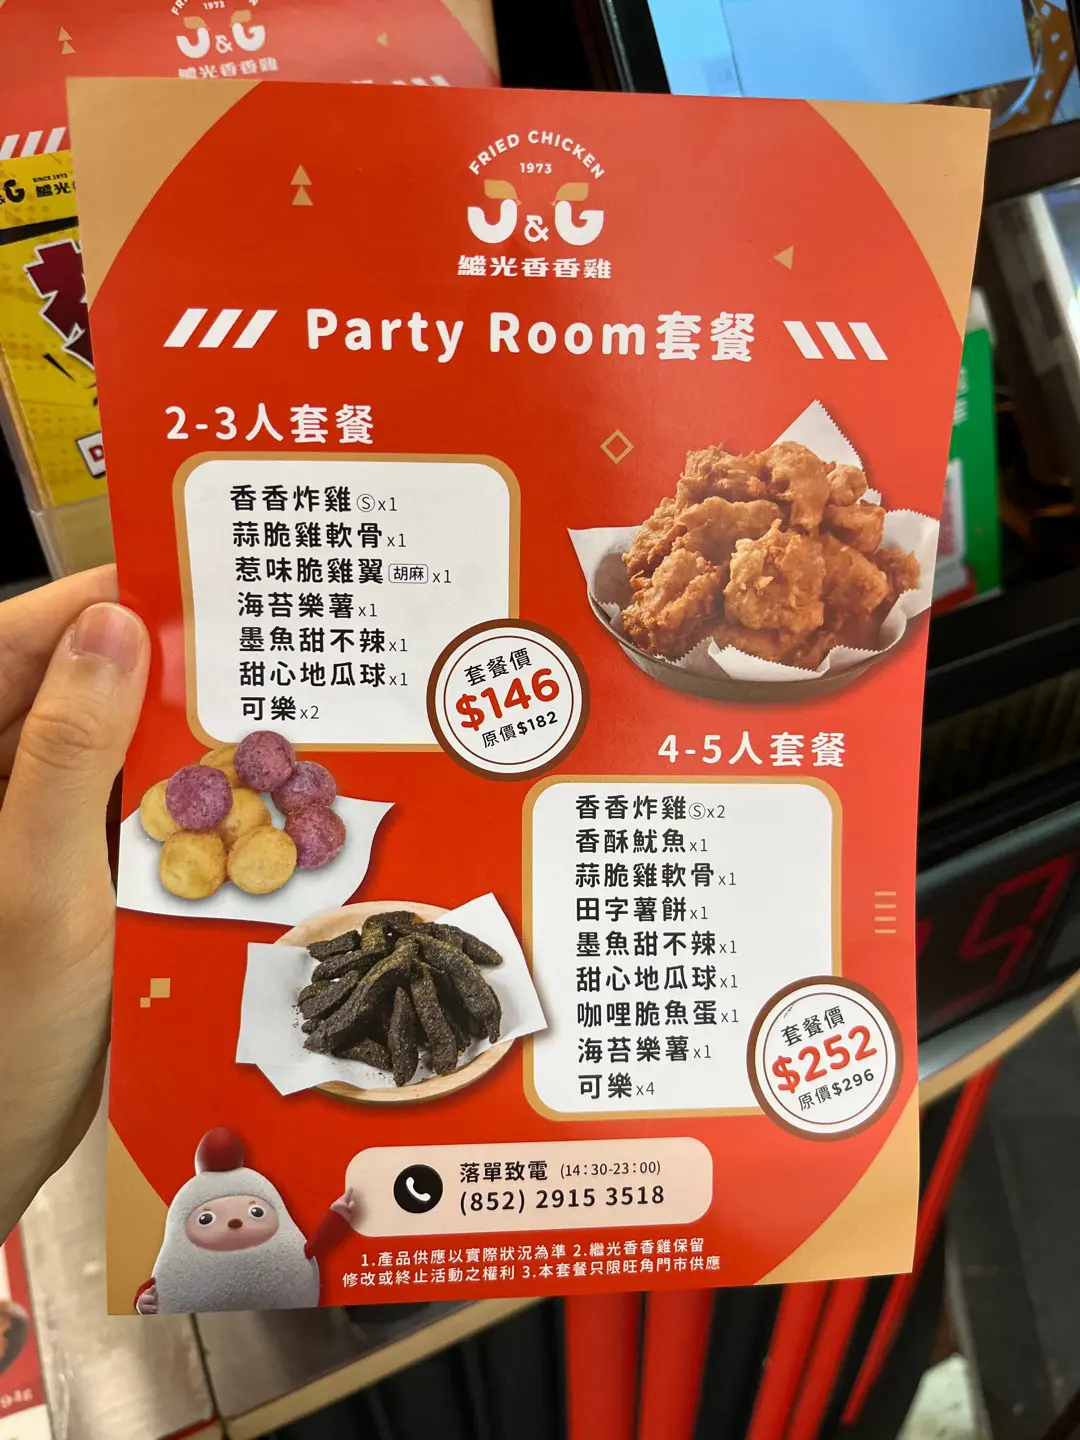 1973
J&G
繼光香香雞
&G
SINCE 1973
繼光
FRIED CHICKEN
1973
J&G
繼光香香雞
Party Room套餐
2-3人套餐
香香炸雞Ⓢx1
蒜脆雞軟骨x1
惹味脆雞翼 胡麻 x1
海苔樂薯x1
墨魚甜不辣x1
甜心地瓜球x1
可樂x2
套餐價
$146
原價$182
4-5人套餐
香香炸雞Ⓢx2
香酥魷魚x1
蒜脆雞軟骨x1
田字薯餅x1
墨魚甜不辣x1
甜心地瓜球x1
咖哩脆魚蛋x1
海苔樂薯x1
可樂x4
套餐價
$252
原價$296
落單致電 (14:30-23:00)
(852) 2915 3518
1.產品供應以實際狀況為準 2.繼光香香雞保留
修改或終止活動之權利 3.本套餐只限旺角門市供應